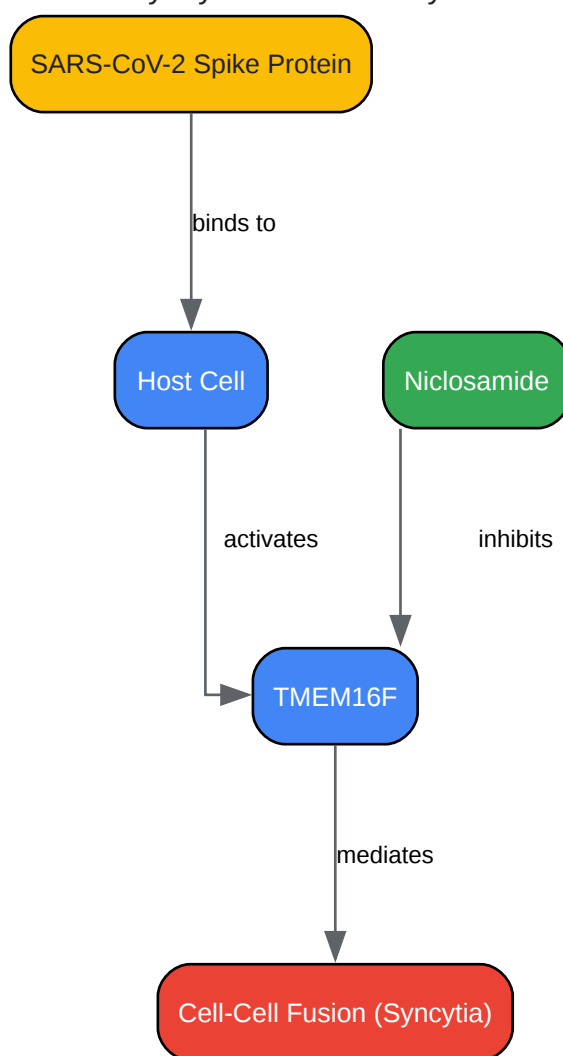 SARS-CoV-2 Spike Protein
binds to
Host Cell
Niclosamide
activates
inhibits
TMEM16F
mediates
Cell-Cell Fusion (Syncytia)